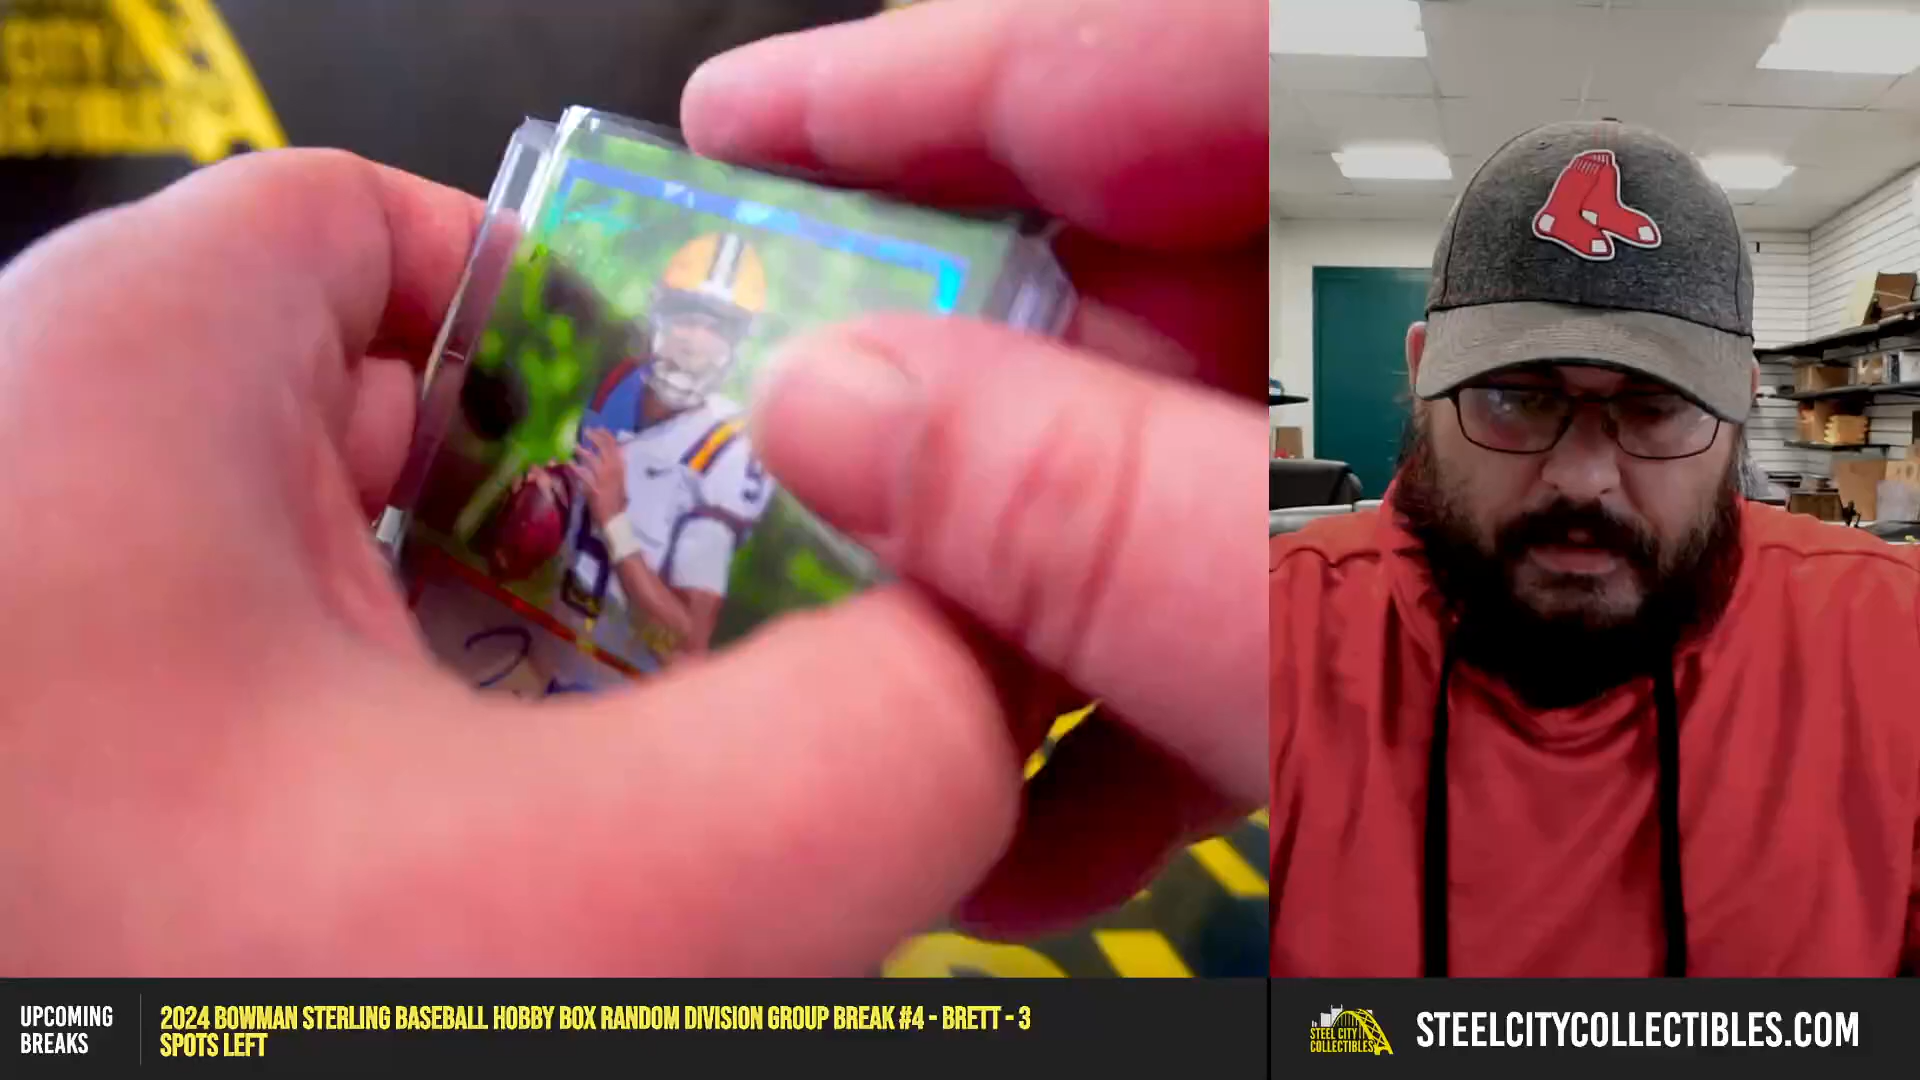 CITY
UPCOMING
BREAKS
2024 BOWMAN STERLING BASEBALL HOBBY BOX RANDOM DIVISION GROUP BREAK #4 - BRETT - 3
SPOTS LEFT
STEEL CITY
COLLECTIBLES
STEELCITYCOLLECTIBLES.COM